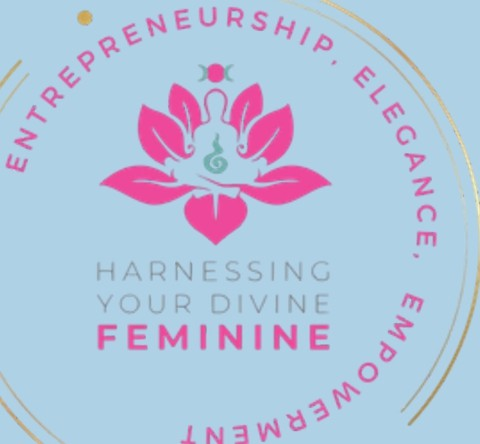 ENTREPRENEURSHIP, ELEGANCE, EMPOWERMENT
HARNESSING
YOUR DIVINE
FEMININE